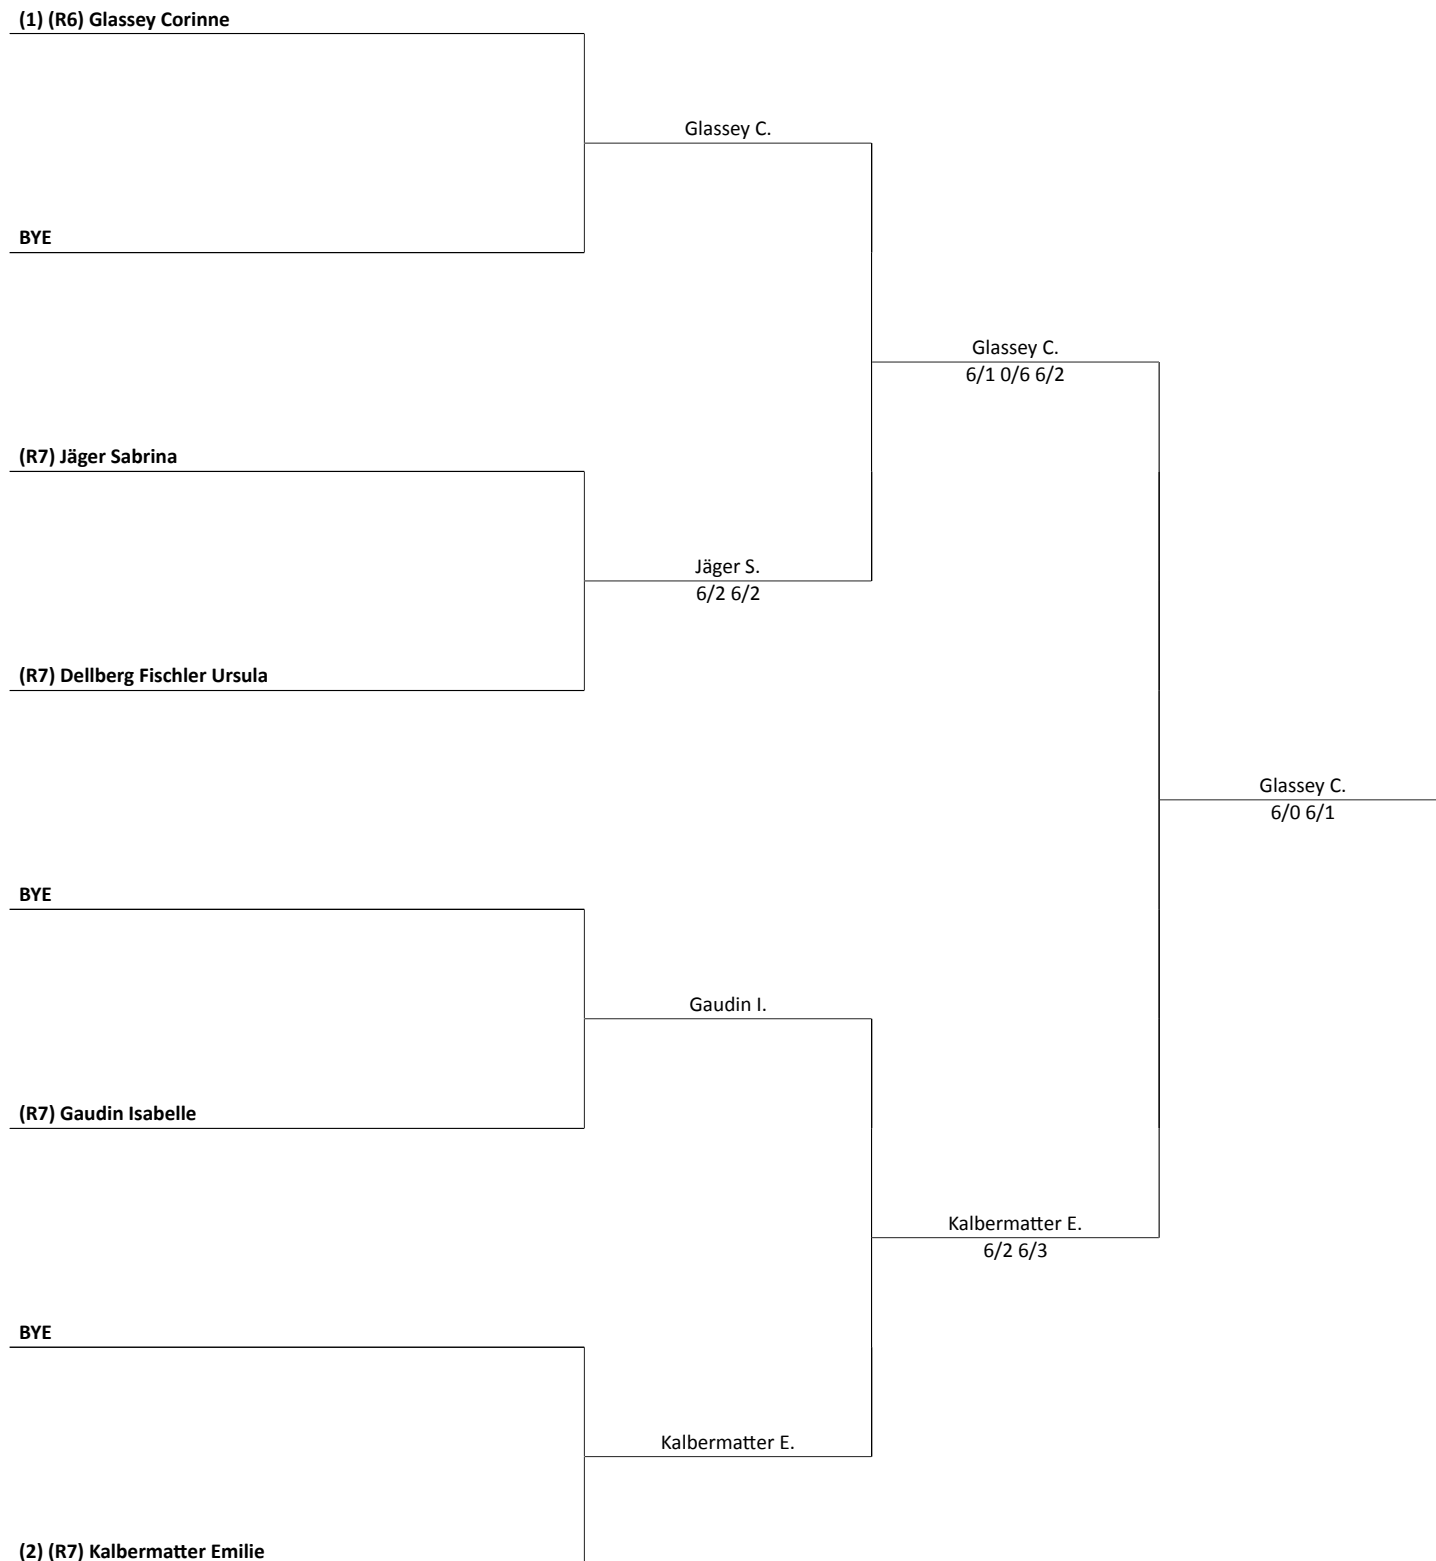 (1) (R6) Glassey Corinne
Glassey C.
BYE
Glassey C.
6/1 0/6 6/2
(R7) Jäger Sabrina
Jäger S.
6/2 6/2
(R7) Dellberg Fischler Ursula
Glassey C.
6/0 6/1
BYE
Gaudin I.
(R7) Gaudin Isabelle
Kalbermatter E.
6/2 6/3
BYE
Kalbermatter E.
(2) (R7) Kalbermatter Emilie